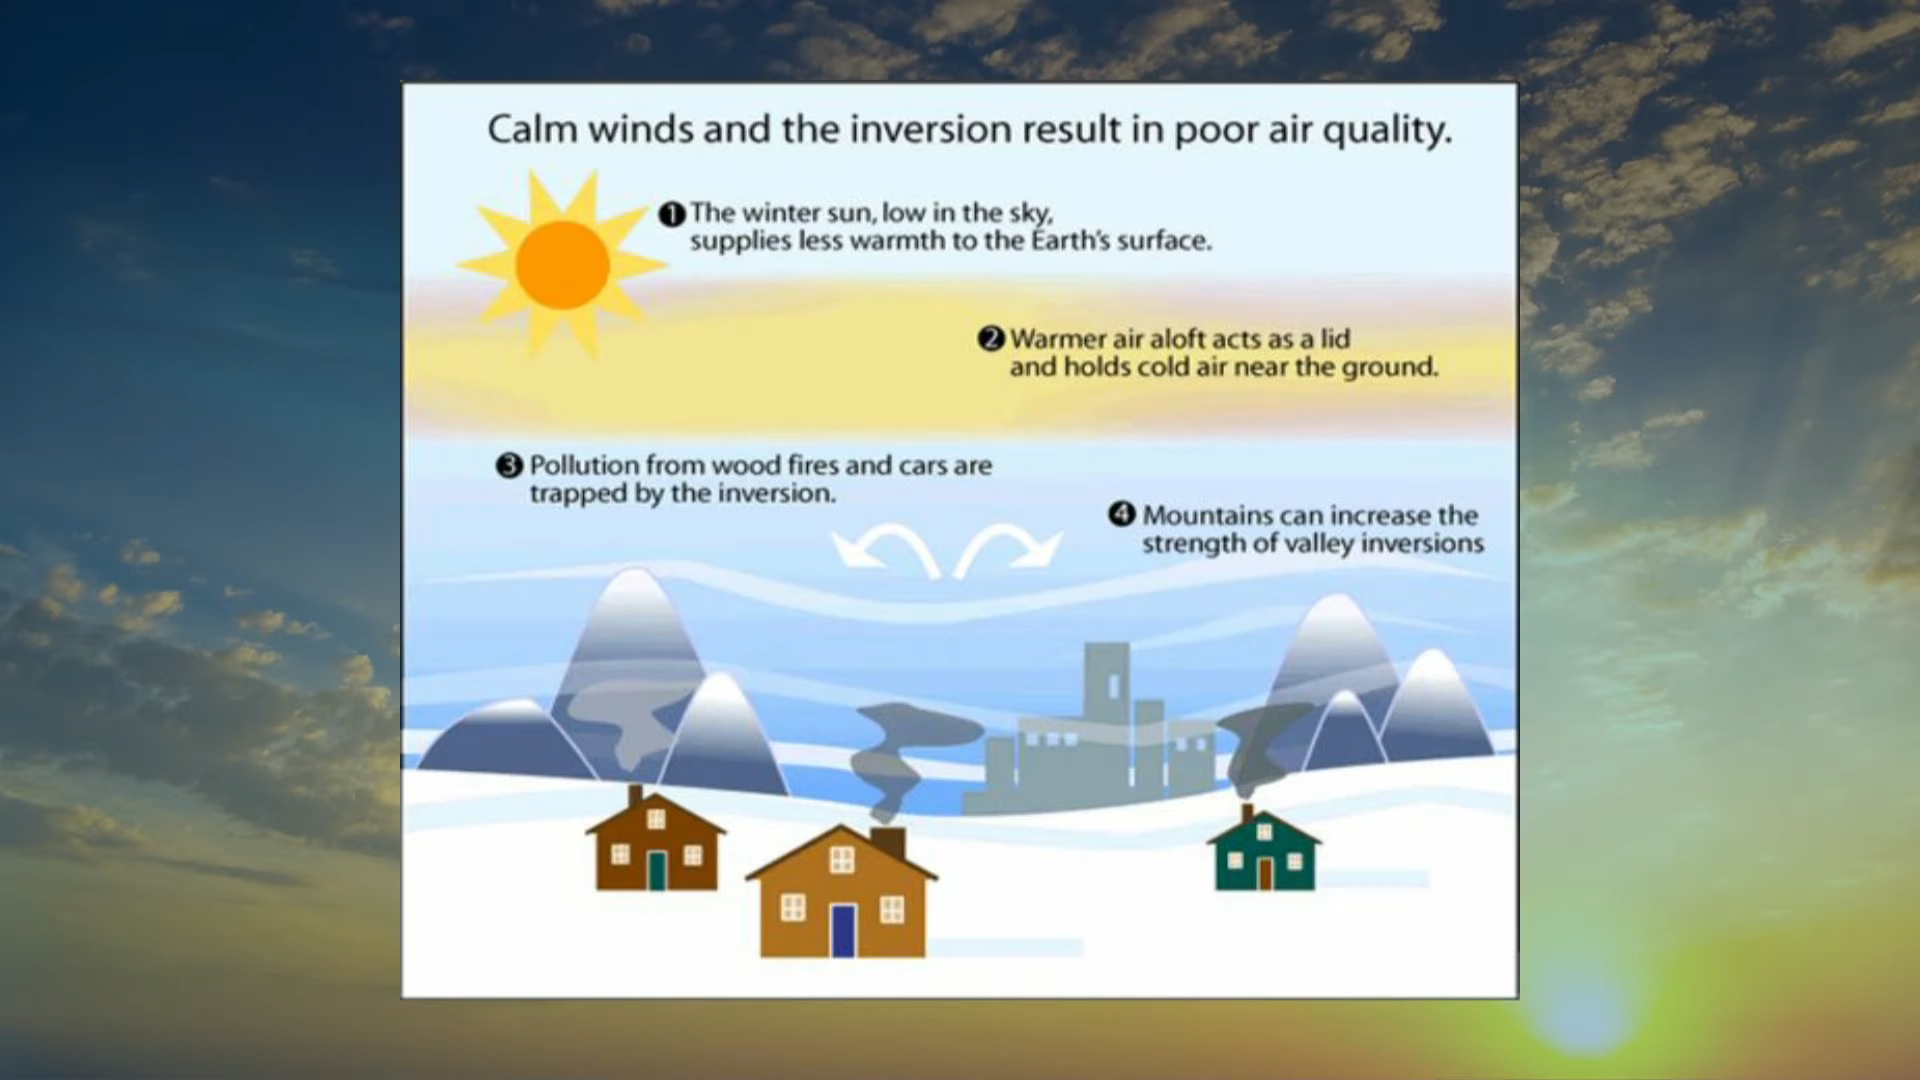 Calm winds and the inversion result in poor air quality.
1 The winter sun, low in the sky,
supplies less warmth to the Earth's surface.
2 Warmer air aloft acts as a lid
and holds cold air near the ground.
3 Pollution from wood fires and cars are
trapped by the inversion.
4 Mountains can increase the
strength of valley inversions